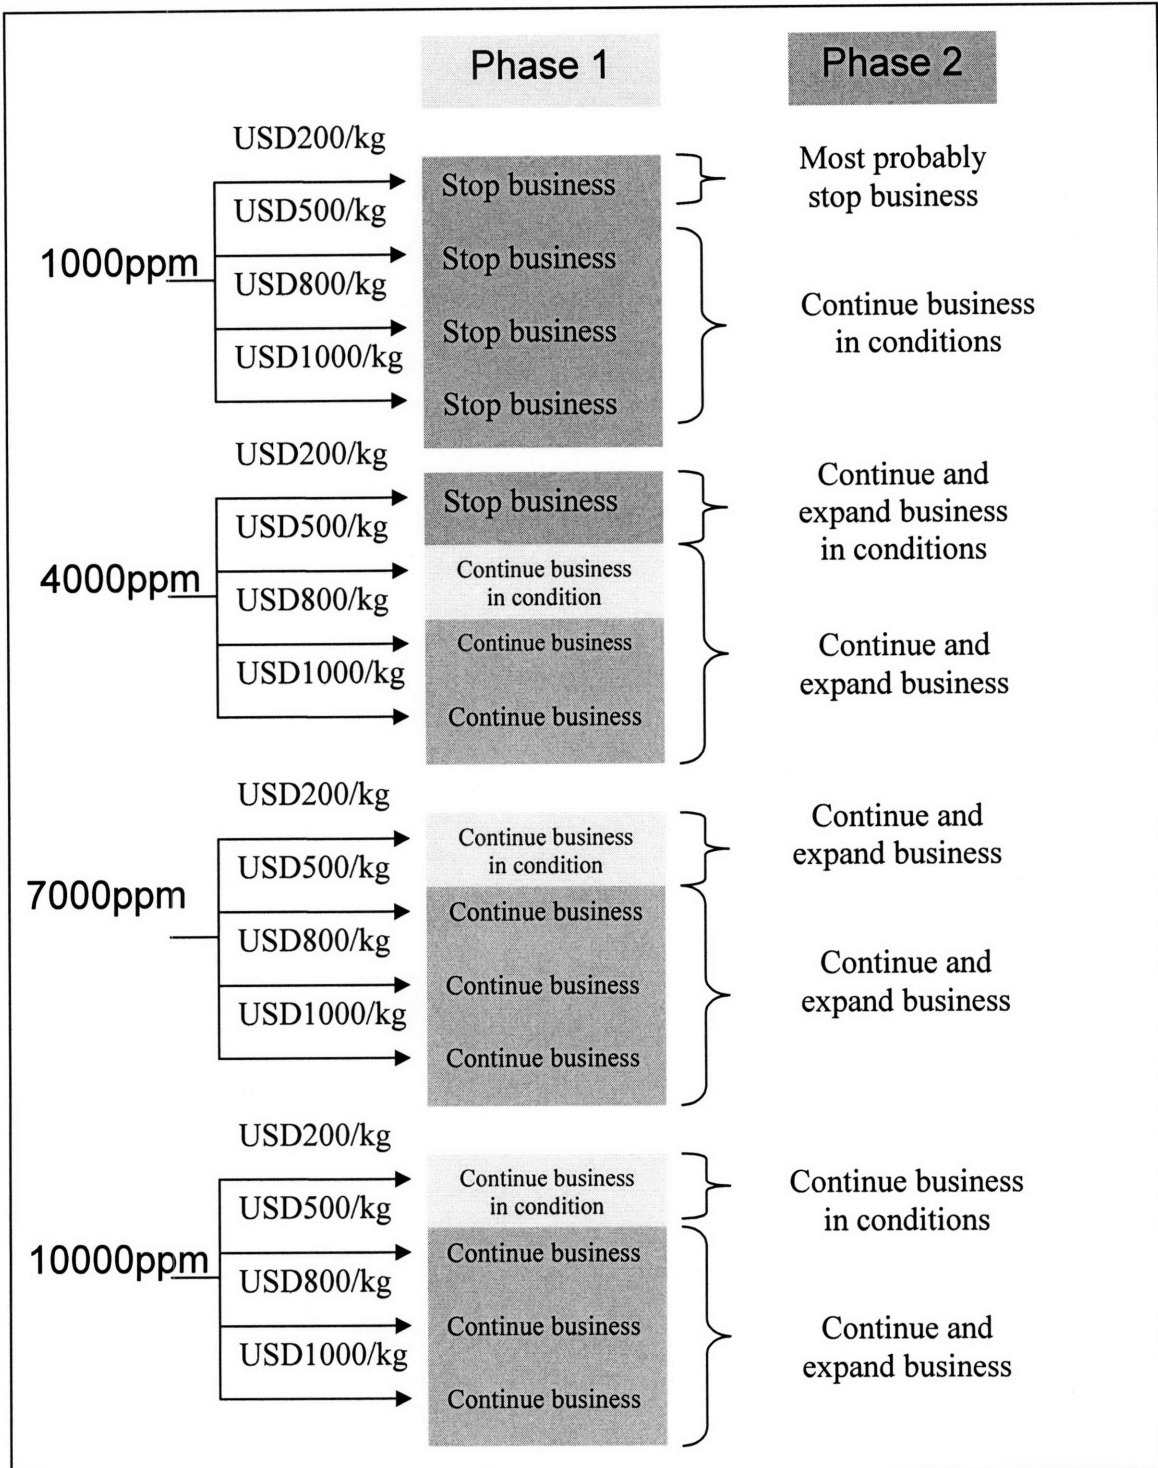 Phase 1
Phase 2
USD200/kg
Stop business
Most probably
stop business
USD500/kg
1000ppm
Stop business
USD800/kg
Stop business
Continue business
in conditions
USD1000/kg
Stop business
USD200/kg
Stop business
Continue and
expand business
in conditions
USD500/kg
4000ppm
Continue business
in condition
USD800/kg
Continue business
Continue and
expand business
USD1000/kg
Continue business
USD200/kg
Continue business
in condition
Continue and
expand business
USD500/kg
7000ppm
Continue business
USD800/kg
Continue business
Continue and
expand business
USD1000/kg
Continue business
USD200/kg
Continue business
in condition
Continue business
in conditions
USD500/kg
10000ppm
Continue business
USD800/kg
Continue business
Continue and
expand business
USD1000/kg
Continue business